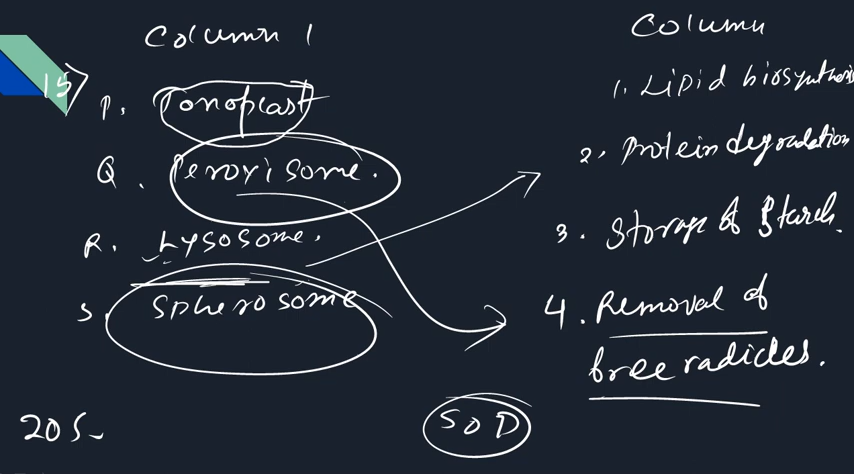 Column 1
15>
P. Tonoplast
Q. Peroxisome.
R. Lysosome.
S. Spherosome
20S-
Column
1. Lipid biosynthesis
2. Protein degradation
3. Storage of Starch.
4. Removal of
free radicles.
SOD